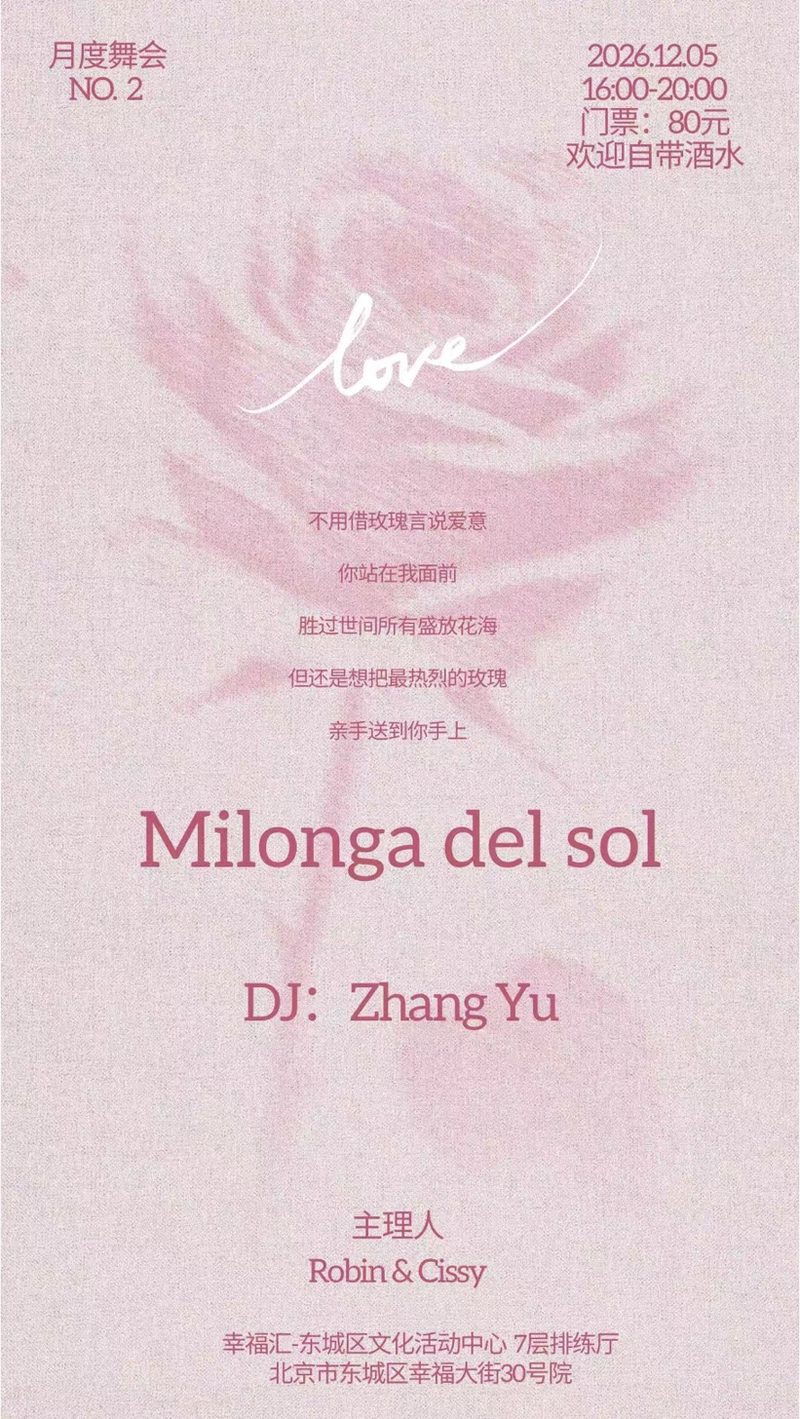 月度舞会
NO. 2
2026.12.05
16:00-20:00
门票：80元
欢迎自带酒水
love
不用借玫瑰言说爱意
你站在我面前
胜过世间所有盛放花海
但还是想把最热烈的玫瑰
亲手送到你手上
Milonga del sol
DJ：Zhang Yu
主理人
Robin & Cissy
幸福汇-东城区文化活动中心 7层排练厅
北京市东城区幸福大街30号院